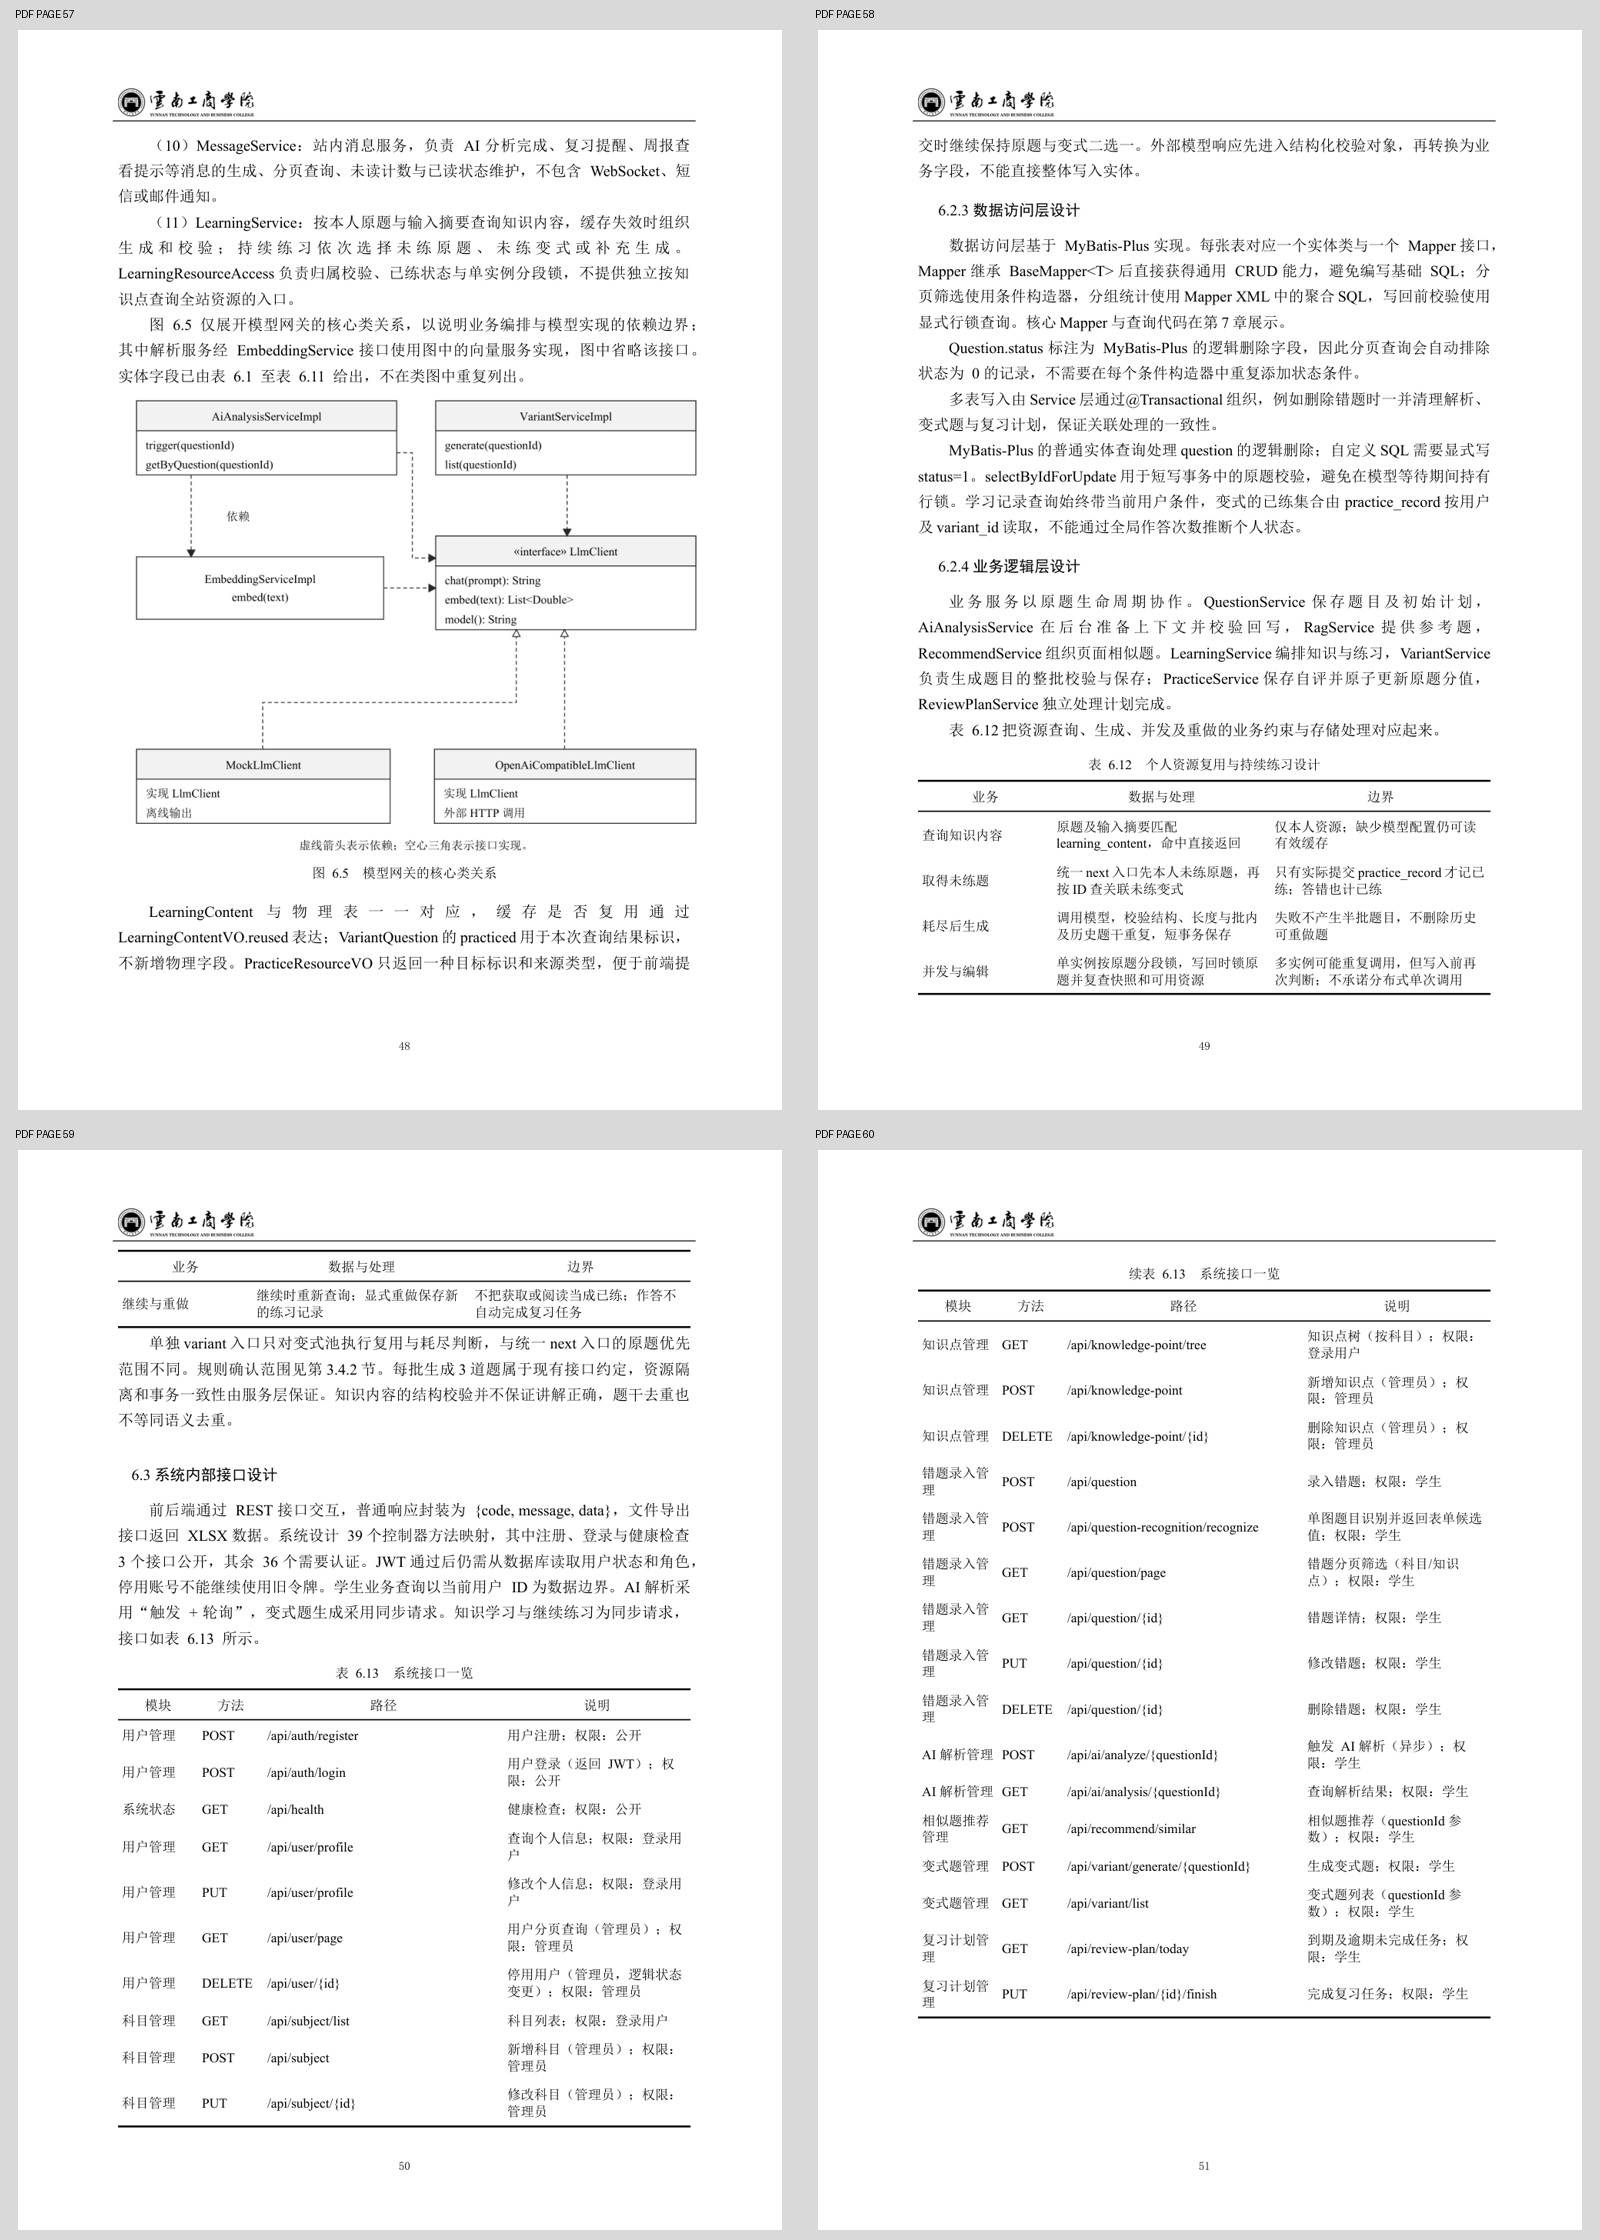 PDF PAGE 57
雲南工商學院
YUNNAN TECHNOLOGY AND BUSINESS COLLEGE
（10）MessageService：站内消息服务，负责 AI 分析完成、复习提醒、周报查
看提示等消息的生成、分页查询、未读计数与已读状态维护，不包含 WebSocket、短
信或邮件通知。
（11）LearningService：按本人原题与输入摘要查询知识内容，缓存失效时组织
生成和校验；持续练习依次选择未练原题、未练变式或补充生成。
LearningResourceAccess 负责归属校验、已练状态与单实例分段锁，不提供独立按知
识点查询全站资源的入口。
图 6.5 仅展开模型网关的核心类关系，以说明业务编排与模型实现的依赖边界；
其中解析服务经 EmbeddingService 接口使用图中的向量服务实现，图中省略该接口。
实体字段已由表 6.1 至表 6.11 给出，不在类图中重复列出。
AiAnalysisServiceImpl
trigger(questionId)
getByQuestion(questionId)
VariantServiceImpl
generate(questionId)
list(questionId)
依赖
EmbeddingServiceImpl
embed(text)
«interface» LlmClient
chat(prompt): String
embed(text): List<Double>
model(): String
MockLlmClient
实现 LlmClient
离线输出
OpenAiCompatibleLlmClient
实现 LlmClient
外部 HTTP 调用
虚线箭头表示依赖；空心三角表示接口实现。
图 6.5 模型网关的核心类关系
LearningContent 与物理表一一对应，缓存是否复用通过
LearningContentVO.reused 表达；VariantQuestion 的 practiced 用于本次查询结果标识，
不新增物理字段。PracticeResourceVO 只返回一种目标标识和来源类型，便于前端提
48
PDF PAGE 58
雲南工商學院
YUNNAN TECHNOLOGY AND BUSINESS COLLEGE
交时继续保持原题与变式二选一。外部模型响应先进入结构化校验对象，再转换为业
务字段，不能直接整体写入实体。
6.2.3 数据访问层设计
数据访问层基于 MyBatis-Plus 实现。每张表对应一个实体类与一个 Mapper 接口，
Mapper 继承 BaseMapper<T> 后直接获得通用 CRUD 能力，避免编写基础 SQL；分
页筛选使用条件构造器，分组统计使用 Mapper XML 中的聚合 SQL，写回前校验使用
显式行锁查询。核心 Mapper 与查询代码在第 7 章展示。
Question.status 标注为 MyBatis-Plus 的逻辑删除字段，因此分页查询会自动排除
状态为 0 的记录，不需要在每个条件构造器中重复添加状态条件。
多表写入由 Service 层通过@Transactional 组织，例如删除错题时一并清理解析、
变式题与复习计划，保证关联处理的一致性。
MyBatis-Plus 的普通实体查询处理 question 的逻辑删除；自定义 SQL 需要显式写
status=1。selectByIdForUpdate 用于短写事务中的原题校验，避免在模型等待期间持有
行锁。学习记录查询始终带当前用户条件，变式的已练集合由 practice_record 按用户
及 variant_id 读取，不能通过全局作答次数推断个人状态。
6.2.4 业务逻辑层设计
业务服务以原题生命周期协作。QuestionService 保存题目及初始计划，
AiAnalysisService 在后台准备上下文并校验回写，RagService 提供参考题，
RecommendService 组织页面相似题。LearningService 编排知识与练习，VariantService
负责生成题目的整批校验与保存；PracticeService 保存自评并原子更新原题分值，
ReviewPlanService 独立处理计划完成。
表 6.12 把资源查询、生成、并发及重做的业务约束与存储处理对应起来。
表 6.12 个人资源复用与持续练习设计
业务 数据与处理 边界
查询知识内容 原题及输入摘要匹配 learning_content，命中直接返回 仅本人资源；缺少模型配置仍可读有效缓存
取得未练题 统一 next 入口先本人未练原题，再按 ID 查关联未练变式 只有实际提交 practice_record 才记已练；答错也计已练
耗尽后生成 调用模型，校验结构、长度与批内及历史题干重复，短事务保存 失败不产生半批题目，不删除历史可重做题
并发与编辑 单实例按原题分段锁，写回时锁原题并复查快照和可用资源 多实例可能重复调用，但写入前再次判断；不承诺分布式单次调用
49
PDF PAGE 59
雲南工商學院
YUNNAN TECHNOLOGY AND BUSINESS COLLEGE
业务 数据与处理 边界
继续与重做 继续时重新查询；显式重做保存新的练习记录 不把获取或阅读当成已练；作答不自动完成复习任务
单独 variant 入口只对变式池执行复用与耗尽判断，与统一 next 入口的原题优先
范围不同。规则确认范围见第 3.4.2 节。每批生成 3 道题属于现有接口约定，资源隔
离和事务一致性由服务层保证。知识内容的结构校验并不保证讲解正确，题干去重也
不等同语义去重。
6.3 系统内部接口设计
前后端通过 REST 接口交互，普通响应封装为 {code, message, data}，文件导出
接口返回 XLSX 数据。系统设计 39 个控制器方法映射，其中注册、登录与健康检查
3 个接口公开，其余 36 个需要认证。JWT 通过后仍需从数据库读取用户状态和角色，
停用账号不能继续使用旧令牌。学生业务查询以当前用户 ID 为数据边界。AI 解析采
用“触发 + 轮询”，变式题生成采用同步请求。知识学习与继续练习为同步请求，
接口如表 6.13 所示。
表 6.13 系统接口一览
模块 方法 路径 说明
用户管理 POST /api/auth/register 用户注册；权限：公开
用户管理 POST /api/auth/login 用户登录（返回 JWT）；权限：公开
系统状态 GET /api/health 健康检查；权限：公开
用户管理 GET /api/user/profile 查询个人信息；权限：登录用户
用户管理 PUT /api/user/profile 修改个人信息；权限：登录用户
用户管理 GET /api/user/page 用户分页查询（管理员）；权限：管理员
用户管理 DELETE /api/user/{id} 停用用户（管理员，逻辑状态变更）；权限：管理员
科目管理 GET /api/subject/list 科目列表；权限：登录用户
科目管理 POST /api/subject 新增科目（管理员）；权限：管理员
科目管理 PUT /api/subject/{id} 修改科目（管理员）；权限：管理员
50
PDF PAGE 60
雲南工商學院
YUNNAN TECHNOLOGY AND BUSINESS COLLEGE
续表 6.13 系统接口一览
模块 方法 路径 说明
知识点管理 GET /api/knowledge-point/tree 知识点树（按科目）；权限：登录用户
知识点管理 POST /api/knowledge-point 新增知识点（管理员）；权限：管理员
知识点管理 DELETE /api/knowledge-point/{id} 删除知识点（管理员）；权限：管理员
错题录入管理 POST /api/question 录入错题；权限：学生
错题录入管理 POST /api/question-recognition/recognize 单图题目识别并返回表单候选值；权限：学生
错题录入管理 GET /api/question/page 错题分页筛选（科目/知识点）；权限：学生
错题录入管理 GET /api/question/{id} 错题详情；权限：学生
错题录入管理 PUT /api/question/{id} 修改错题；权限：学生
错题录入管理 DELETE /api/question/{id} 删除错题；权限：学生
AI 解析管理 POST /api/ai/analyze/{questionId} 触发 AI 解析（异步）；权限：学生
AI 解析管理 GET /api/ai/analysis/{questionId} 查询解析结果；权限：学生
相似题推荐管理 GET /api/recommend/similar 相似题推荐（questionId 参数）；权限：学生
变式题管理 POST /api/variant/generate/{questionId} 生成变式题；权限：学生
变式题管理 GET /api/variant/list 变式题列表（questionId 参数）；权限：学生
复习计划管理 GET /api/review-plan/today 到期及逾期未完成任务；权限：学生
复习计划管理 PUT /api/review-plan/{id}/finish 完成复习任务；权限：学生
51